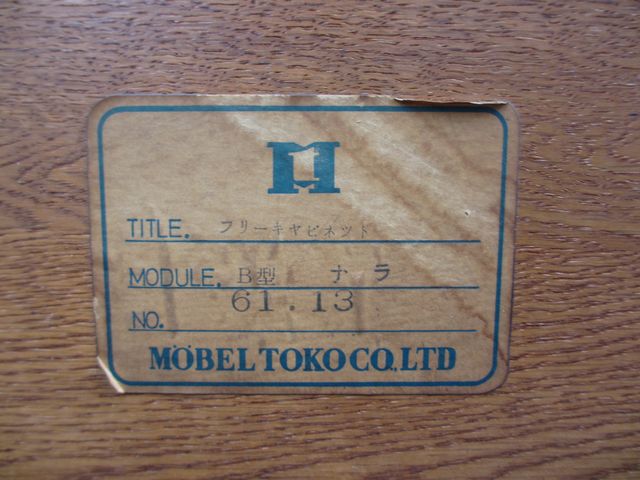 M
TITLE. フリーキャビネット
MODULE. B型 ナラ
61.13
NO.
MÖBEL TOKO CO.,LTD